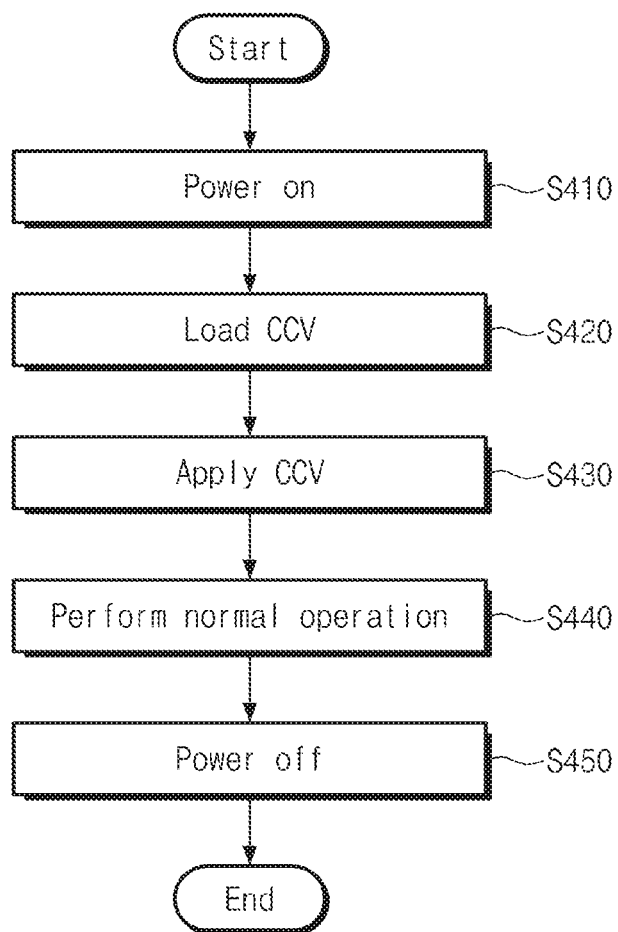 Start
Power on
S410
Load CCV
S420
Apply CCV
S430
Perform normal operation
S440
Power off
S450
End